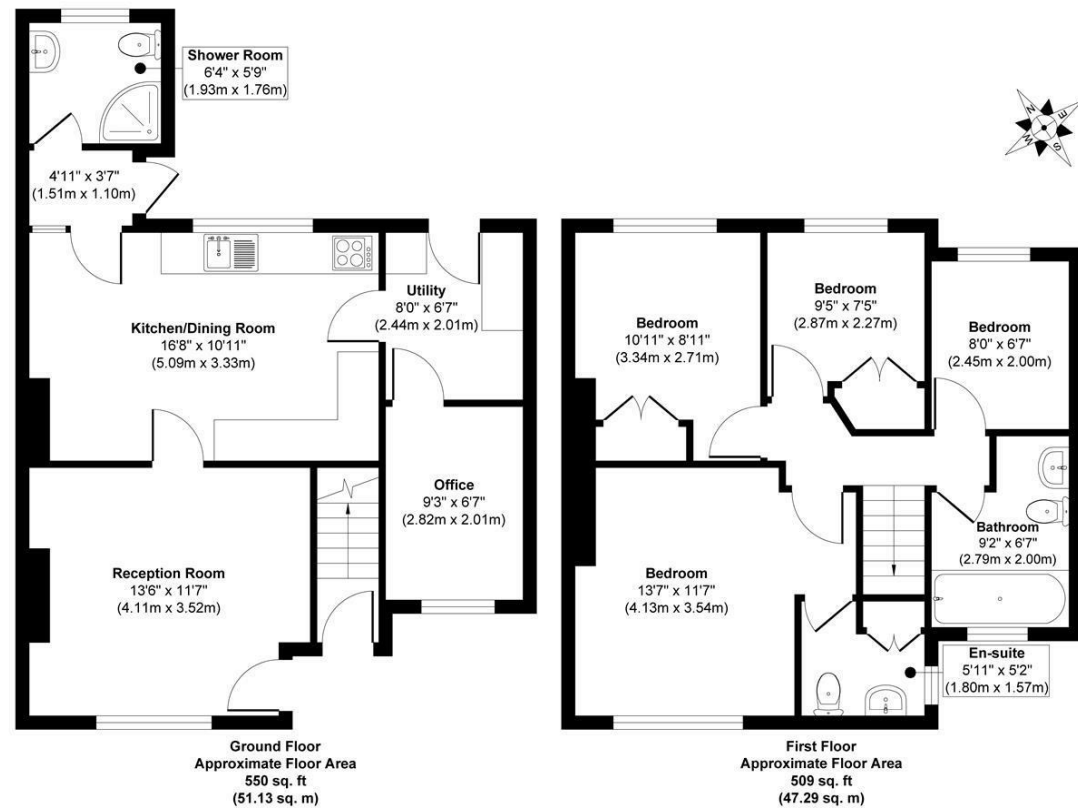 Shower Room
6'4" x 5'9"
(1.93m x 1.76m)
4'11" x 3'7"
(1.51m x 1.10m)
Kitchen/Dining Room
16'8" x 10'11"
(5.09m x 3.33m)
Utility
8'0" x 6'7"
(2.44m x 2.01m)
Office
9'3" x 6'7"
(2.82m x 2.01m)
Reception Room
13'6" x 11'7"
(4.11m x 3.52m)
Ground Floor
Approximate Floor Area
550 sq. ft
(51.13 sq. m)
N
E
S
W
Bedroom
10'11" x 8'11"
(3.34m x 2.71m)
Bedroom
9'5" x 7'5"
(2.87m x 2.27m)
Bedroom
8'0" x 6'7"
(2.45m x 2.00m)
Bathroom
9'2" x 6'7"
(2.79m x 2.00m)
Bedroom
13'7" x 11'7"
(4.13m x 3.54m)
En-suite
5'11" x 5'2"
(1.80m x 1.57m)
First Floor
Approximate Floor Area
509 sq. ft
(47.29 sq. m)